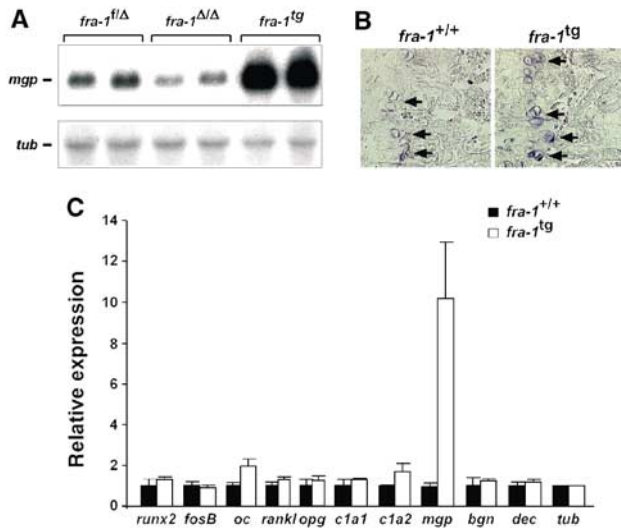 A
fra-1f/Δ fra-1Δ/Δ fra-1tg
mgp
tub
B
fra-1+/+ fra-1tg
C
fra-1+/+
fra-1tg
Relative expression
14
12
10
8
6
4
2
0
runx2 fosB oc rankl opg c1a1 c1a2 mgp bgn dec tub